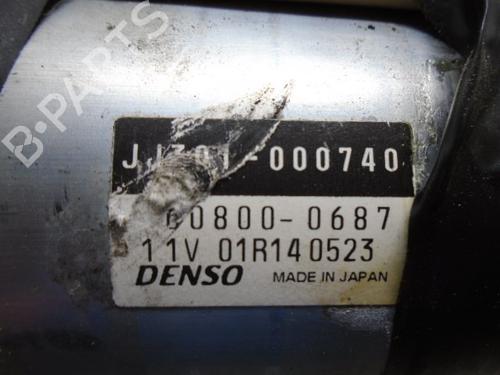 B-PARTS
000740
0800-0687
11V 01R140523
DENSO MADE IN JAPAN